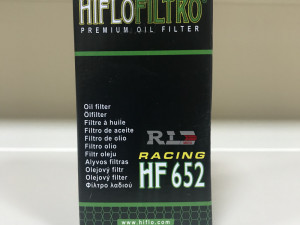 HIFLOFILTRO
PREMIUM OIL FILTER
Oil filter
Ölfilter
Filtre à huile
Filtro de aceite
Filtro de olio
Filtro olio
Filtr oleju
Alyvos filtras
Olejový filtr
Olejový filter
Φίλτρο λαδιού
RACING
HF 652
www.hiflo.com